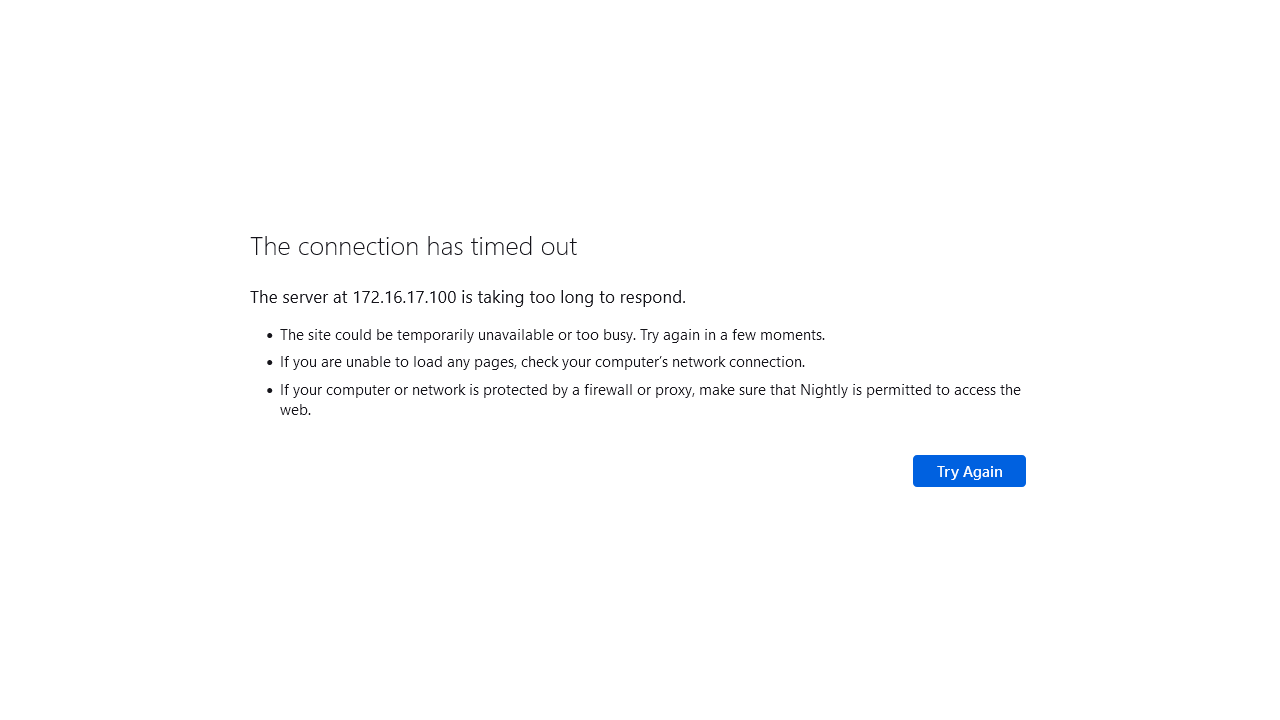 The connection has timed out
The server at 172.16.17.100 is taking too long to respond.
• The site could be temporarily unavailable or too busy. Try again in a few moments.
• If you are unable to load any pages, check your computer’s network connection.
• If your computer or network is protected by a firewall or proxy, make sure that Nightly is permitted to access the
web.
Try Again